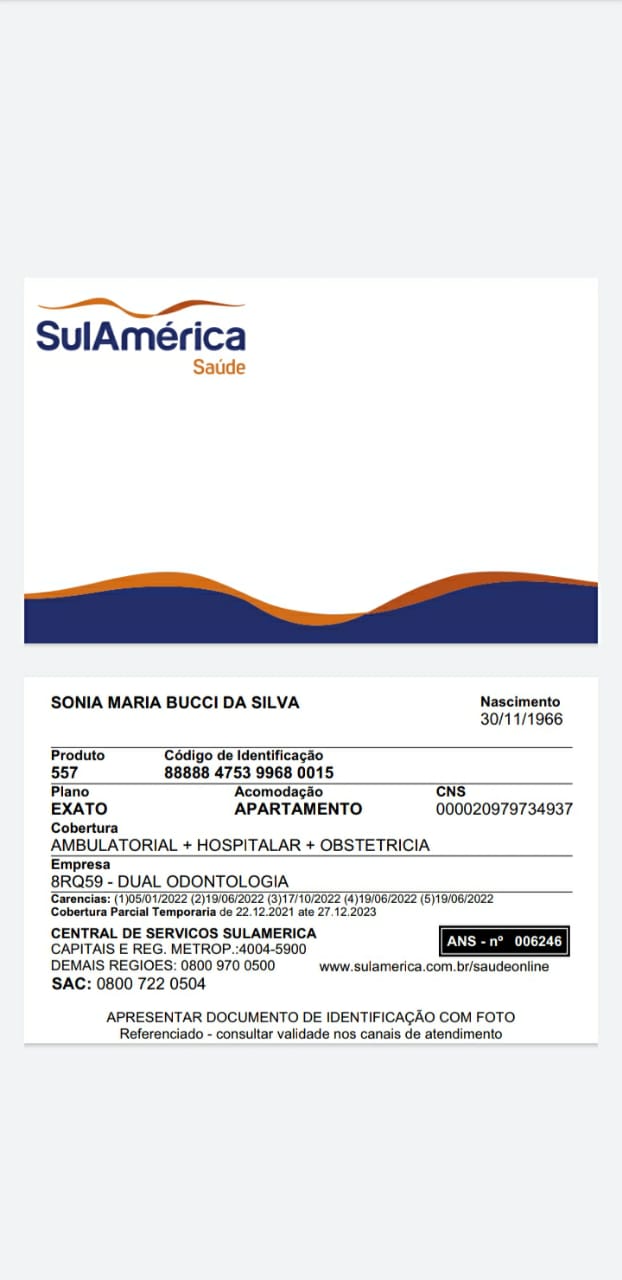 SulAmérica
Saúde
SONIA MARIA BUCCI DA SILVA
Nascimento
30/11/1966
Produto Código de Identificação
557 88888 4753 9968 0015
Plano Acomodação CNS
EXATO APARTAMENTO 000020979734937
Cobertura
AMBULATORIAL + HOSPITALAR + OBSTETRICIA
Empresa
8RQ59 - DUAL ODONTOLOGIA
Carencias: (1)05/01/2022 (2)19/06/2022 (3)17/10/2022 (4)19/06/2022 (5)19/06/2022
Cobertura Parcial Temporaria de 22.12.2021 ate 27.12.2023
CENTRAL DE SERVICOS SULAMERICA
CAPITAIS E REG. METROP.:4004-5900
ANS - nº 006246
DEMAIS REGIOES: 0800 970 0500 www.sulamerica.com.br/saudeonline
SAC: 0800 722 0504
APRESENTAR DOCUMENTO DE IDENTIFICAÇÃO COM FOTO
Referenciado - consultar validade nos canais de atendimento